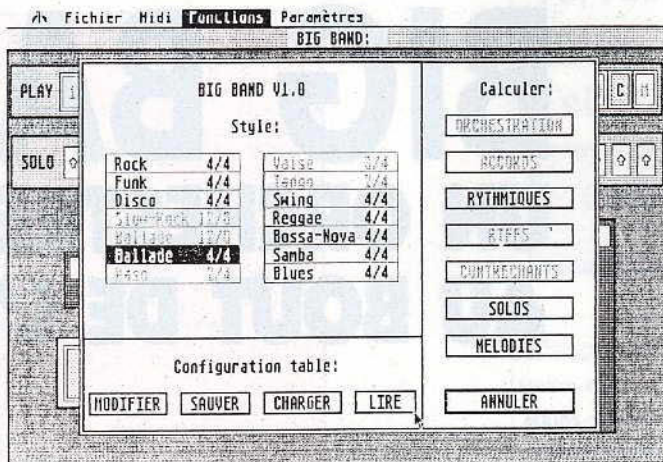 Fichier Midi Fonctions Paramètres
BIG BAND:
PLAY 1 C M
SOLO
BIG BAND V1.0
Style:
Rock 4/4
Funk 4/4
Disco 4/4
Slow-Rock 12/8
Ballade 12/8
Ballade 4/4
Paso 2/4
Valse 3/4
Tango 2/4
Swing 4/4
Reggae 4/4
Bossa-Nova 4/4
Samba 4/4
Blues 4/4
Configuration table:
MODIFIER SAUVER CHARGER LIRE
Calculer:
ORCHESTRATION
ACCORDS
RYTHMIQUES
RIFFS
CONTRECHANTS
SOLOS
MELODIES
ANNULER